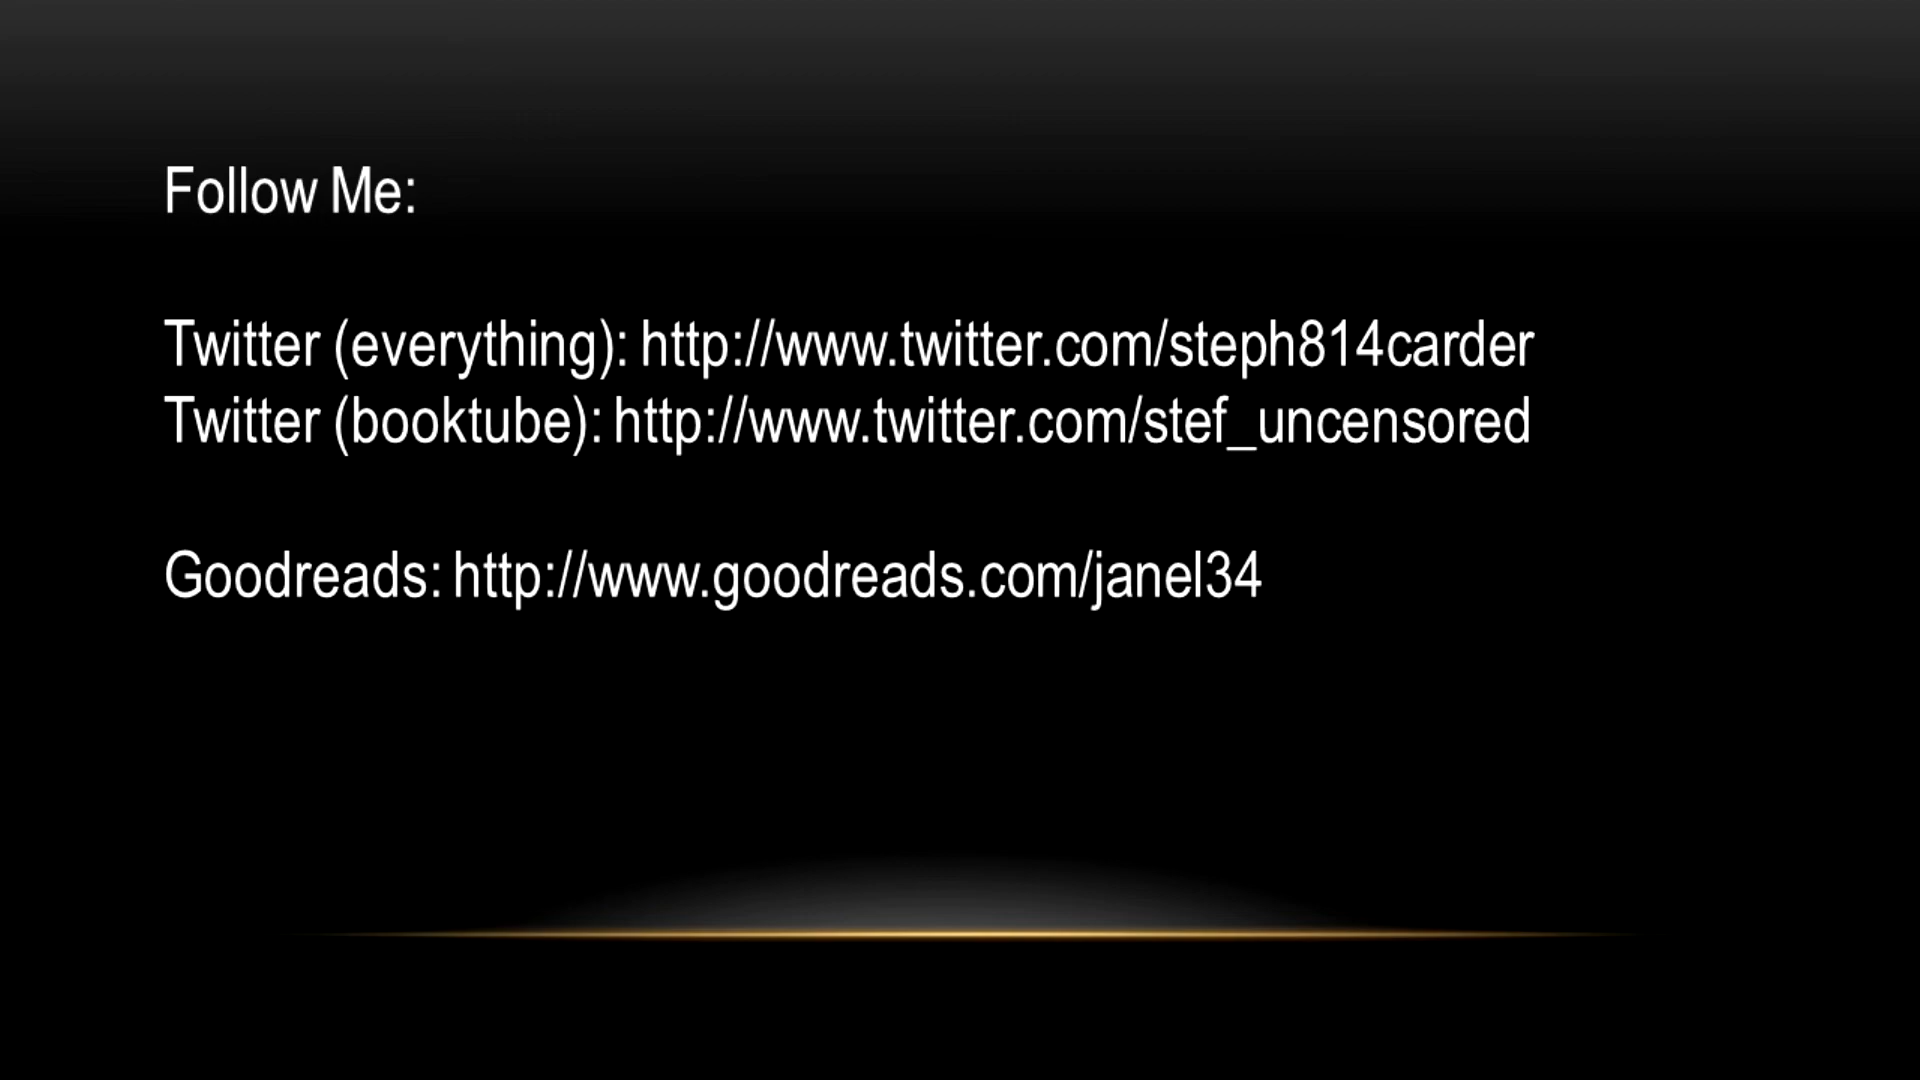 Follow Me:
Twitter (everything): http://www.twitter.com/steph814carder
Twitter (booktube): http://www.twitter.com/stef_uncensored
Goodreads: http://www.goodreads.com/janel34